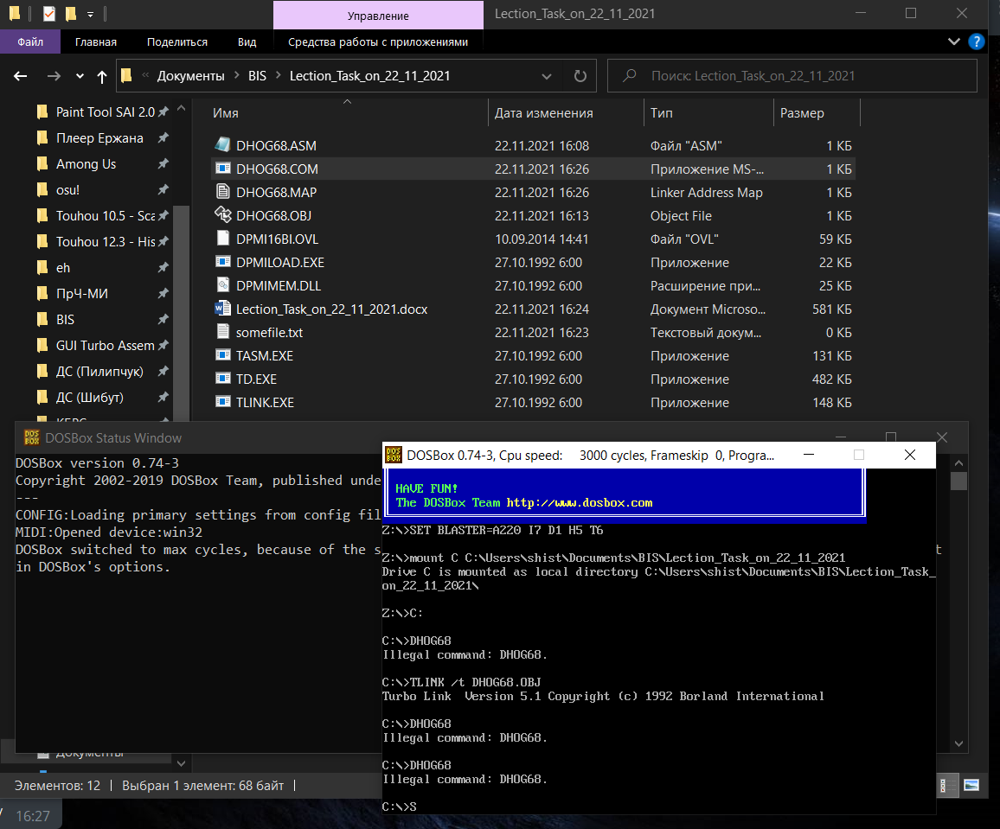 Управление
Lection_Task_on_22_11_2021
Файл Главная Поделиться Вид Средства работы с приложениями
?
« Документы > BIS > Lection_Task_on_22_11_2021
Поиск: Lection_Task_on_22_11_2021
Paint Tool SAI 2.0
Плеер Ержана
Among Us
osu!
Touhou 10.5 - Sca
Touhou 12.3 - His
eh
ПрЧ-МИ
BIS
GUI Turbo Assem
ДС (Пилипчук)
ДС (Шибут)
Имя Дата изменения Тип Размер
DHOG68.ASM 22.11.2021 16:08 Файл "ASM" 1 КБ
DHOG68.COM 22.11.2021 16:26 Приложение MS-... 1 КБ
DHOG68.MAP 22.11.2021 16:26 Linker Address Map 1 КБ
DHOG68.OBJ 22.11.2021 16:13 Object File 1 КБ
DPMI16BI.OVL 10.09.2014 14:41 Файл "OVL" 59 КБ
DPMILOAD.EXE 27.10.1992 6:00 Приложение 22 КБ
DPMIMEM.DLL 27.10.1992 6:00 Расширение при... 25 КБ
Lection_Task_on_22_11_2021.docx 22.11.2021 16:24 Документ Microso... 581 КБ
somefile.txt 22.11.2021 16:23 Текстовый докум... 0 КБ
TASM.EXE 27.10.1992 6:00 Приложение 131 КБ
TD.EXE 27.10.1992 6:00 Приложение 482 КБ
TLINK.EXE 27.10.1992 6:00 Приложение 148 КБ
DOSBox Status Window
DOSBox version 0.74-3
Copyright 2002-2019 DOSBox Team, published unde
---
CONFIG:Loading primary settings from config fil
MIDI:Opened device:win32
DOSBox switched to max cycles, because of the s
t
in DOSBox's options.
DOSBox 0.74-3, Cpu speed: 3000 cycles, Frameskip 0, Progra...
HAVE FUN!
The DOSBox Team http://www.dosbox.com
Z:\>SET BLASTER=A220 I7 D1 H5 T6
Z:\>mount C C:\Users\shist\Documents\BIS\Lection_Task_on_22_11_2021
Drive C is mounted as local directory C:\Users\shist\Documents\BIS\Lection_Task_
on_22_11_2021\
Z:\>C:
C:\>DHOG68
Illegal command: DHOG68.
C:\>TLINK /t DHOG68.OBJ
Turbo Link Version 5.1 Copyright (c) 1992 Borland International
C:\>DHOG68
Illegal command: DHOG68.
C:\>DHOG68
Illegal command: DHOG68.
C:\>S
Документы
Элементов: 12 Выбран 1 элемент: 68 байт
16:27